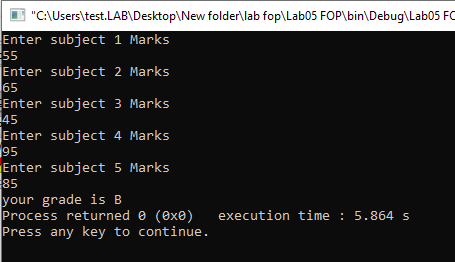 "C:\Users\test.LAB\Desktop\New folder\lab fop\Lab05 FOP\bin\Debug\Lab05 FO
Enter subject 1 Marks
55
Enter subject 2 Marks
65
Enter subject 3 Marks
45
Enter subject 4 Marks
95
Enter subject 5 Marks
85
your grade is B
Process returned 0 (0x0)   execution time : 5.864 s
Press any key to continue.